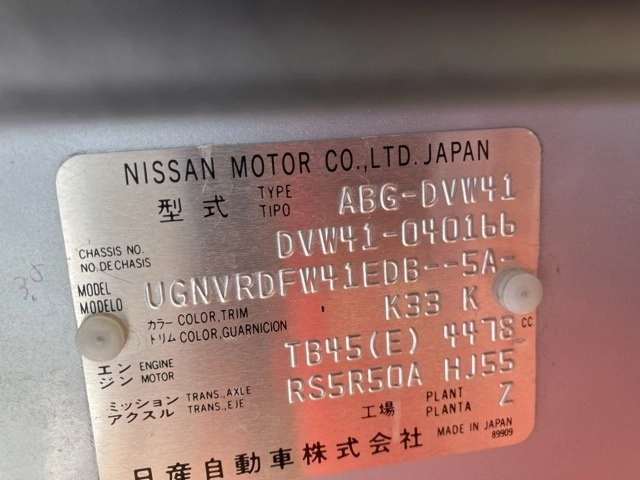 NISSAN MOTOR CO.,LTD. JAPAN
型式 TYPE TIPO ABG-DVW41
CHASSIS NO. NO.DE CHASIS DVW41-040166
MODEL MODELO UGNVRDFW41EDB--5A-
カラー トリム COLOR,TRIM COLOR,GUARNICION K33 K
エンジン ENGINE MOTOR TB45(E) 4478 CC
ミッション アクスル TRANS.,AXLE TRANS.,EJE RS5R50A HJ55
工場 PLANT PLANTA Z
日産自動車株式会社 MADE IN JAPAN
89909